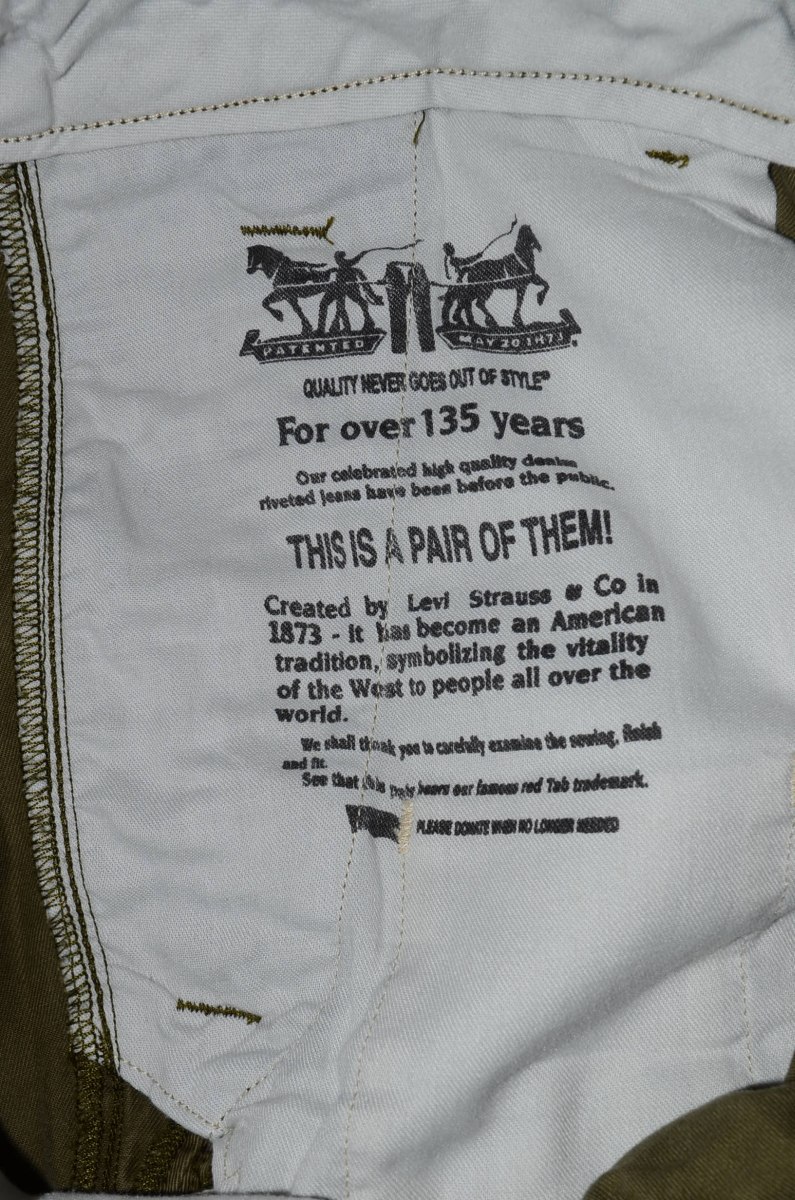 PATENTED MAY 20 1873
QUALITY NEVER GOES OUT OF STYLE®
For over 135 years
Our celebrated high quality denim
riveted jeans have been before the public.
THIS IS A PAIR OF THEM!
Created by Levi Strauss & Co in
1873 - it has become an American
tradition, symbolizing the vitality
of the West to people all over the
world.
We shall thank you to carefully examine the sewing, finish
and fit.
See that this pair bears our famous red Tab trademark.
PLEASE DONATE WHEN NO LONGER NEEDED